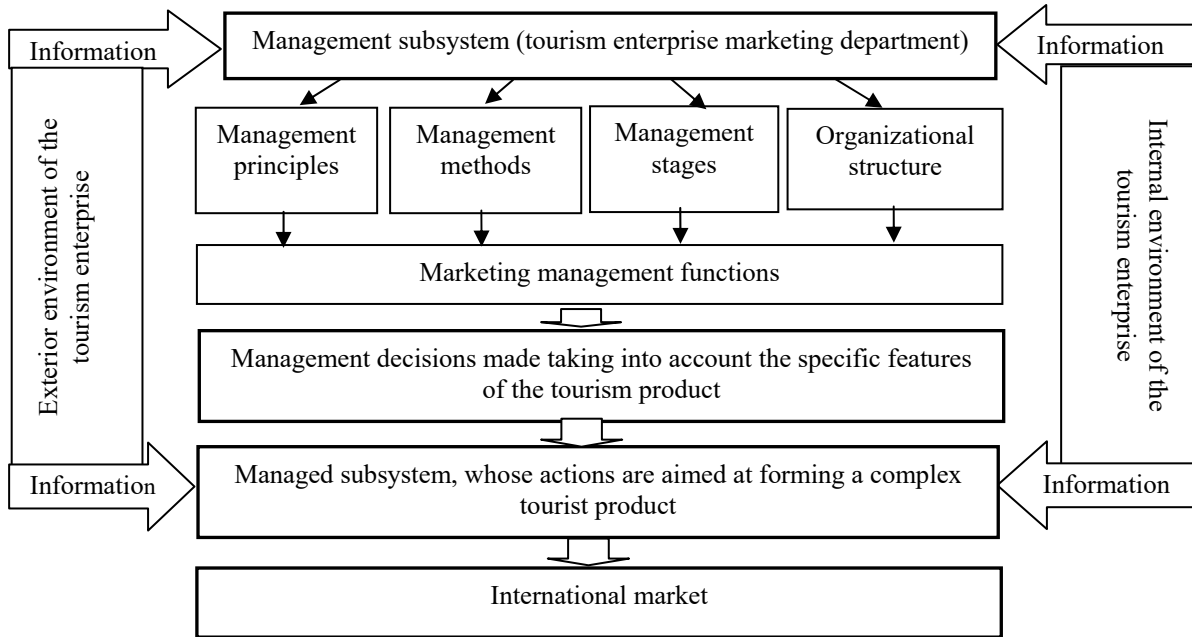 Information
Management subsystem (tourism enterprise marketing department)
Information
Management
principles
Management
methods
Management
stages
Organizational
structure
Exterior environment of the
tourism enterprise
Internal environment of the
tourism enterprise
Marketing management functions
Management decisions made taking into account the specific features
of the tourism product
Information
Managed subsystem, whose actions are aimed at forming a complex
tourist product
Information
International market